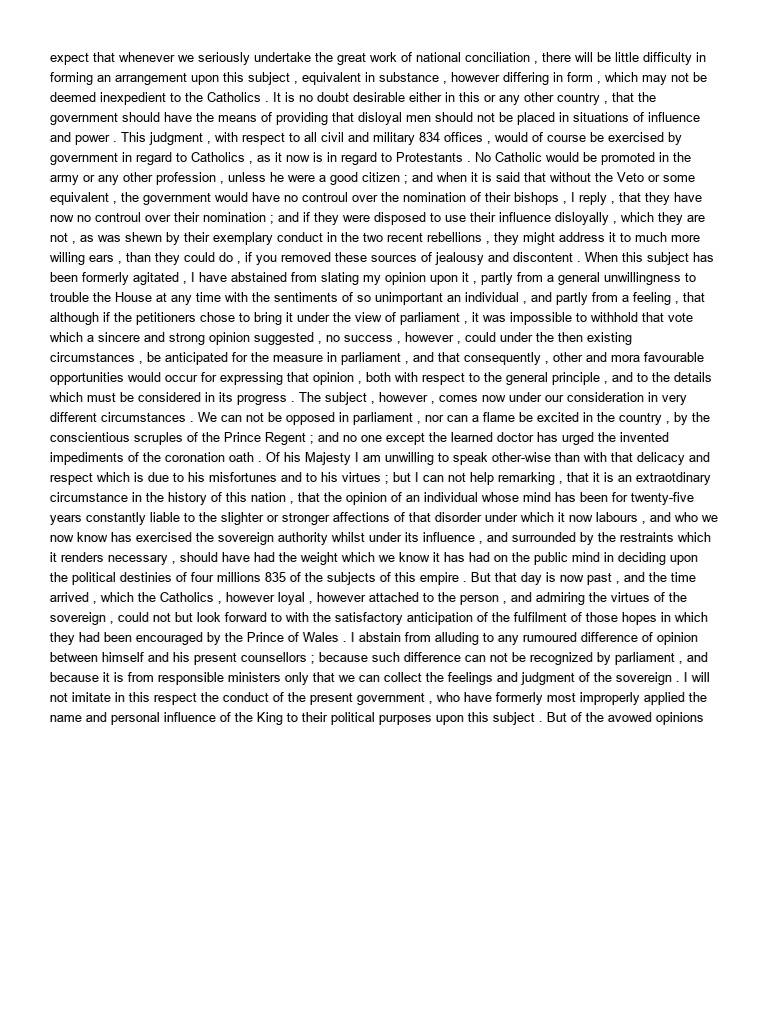 expect that whenever we seriously undertake the great work of national conciliation , there will be little difficulty in
forming an arrangement upon this subject , equivalent in substance , however differing in form , which may not be
deemed inexpedient to the Catholics . It is no doubt desirable either in this or any other country , that the
government should have the means of providing that disloyal men should not be placed in situations of influence
and power . This judgment , with respect to all civil and military 834 offices , would of course be exercised by
government in regard to Catholics , as it now is in regard to Protestants . No Catholic would be promoted in the
army or any other profession , unless he were a good citizen ; and when it is said that without the Veto or some
equivalent , the government would have no controul over the nomination of their bishops , I reply , that they have
now no controul over their nomination ; and if they were disposed to use their influence disloyally , which they are
not , as was shewn by their exemplary conduct in the two recent rebellions , they might address it to much more
willing ears , than they could do , if you removed these sources of jealousy and discontent . When this subject has
been formerly agitated , I have abstained from slating my opinion upon it , partly from a general unwillingness to
trouble the House at any time with the sentiments of so unimportant an individual , and partly from a feeling , that
although if the petitioners chose to bring it under the view of parliament , it was impossible to withhold that vote
which a sincere and strong opinion suggested , no success , however , could under the then existing
circumstances , be anticipated for the measure in parliament , and that consequently , other and mora favourable
opportunities would occur for expressing that opinion , both with respect to the general principle , and to the details
which must be considered in its progress . The subject , however , comes now under our consideration in very
different circumstances . We can not be opposed in parliament , nor can a flame be excited in the country , by the
conscientious scruples of the Prince Regent ; and no one except the learned doctor has urged the invented
impediments of the coronation oath . Of his Majesty I am unwilling to speak other-wise than with that delicacy and
respect which is due to his misfortunes and to his virtues ; but I can not help remarking , that it is an extraotdinary
circumstance in the history of this nation , that the opinion of an individual whose mind has been for twenty-five
years constantly liable to the slighter or stronger affections of that disorder under which it now labours , and who we
now know has exercised the sovereign authority whilst under its influence , and surrounded by the restraints which
it renders necessary , should have had the weight which we know it has had on the public mind in deciding upon
the political destinies of four millions 835 of the subjects of this empire . But that day is now past , and the time
arrived , which the Catholics , however loyal , however attached to the person , and admiring the virtues of the
sovereign , could not but look forward to with the satisfactory anticipation of the fulfilment of those hopes in which
they had been encouraged by the Prince of Wales . I abstain from alluding to any rumoured difference of opinion
between himself and his present counsellors ; because such difference can not be recognized by parliament , and
because it is from responsible ministers only that we can collect the feelings and judgment of the sovereign . I will
not imitate in this respect the conduct of the present government , who have formerly most improperly applied the
name and personal influence of the King to their political purposes upon this subject . But of the avowed opinions